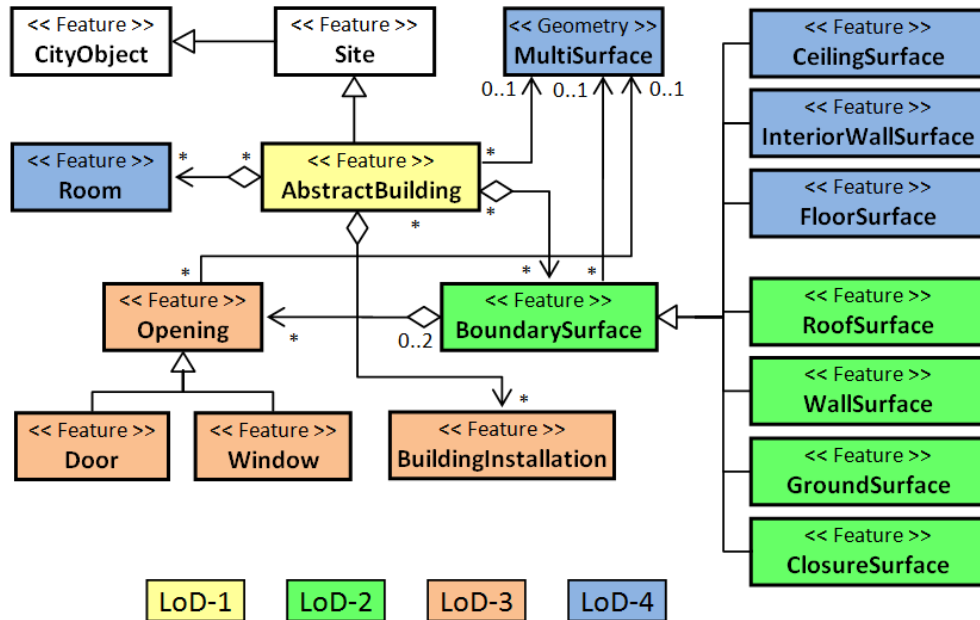 << Feature >>
CityObject
<< Feature >>
Site
<< Geometry >>
MultiSurface
<< Feature >>
CeilingSurface
0..1
0..1
0..1
<< Feature >>
InteriorWallSurface
<< Feature >>
Room
*
*
<< Feature >>
AbstractBuilding
*
*
*
<< Feature >>
FloorSurface
*
<< Feature >>
Opening
*
*
*
<< Feature >>
BoundarySurface
0..2
<< Feature >>
RoofSurface
<< Feature >>
WallSurface
<< Feature >>
Door
<< Feature >>
Window
*
<< Feature >>
BuildingInstallation
<< Feature >>
GroundSurface
<< Feature >>
ClosureSurface
LoD-1
LoD-2
LoD-3
LoD-4